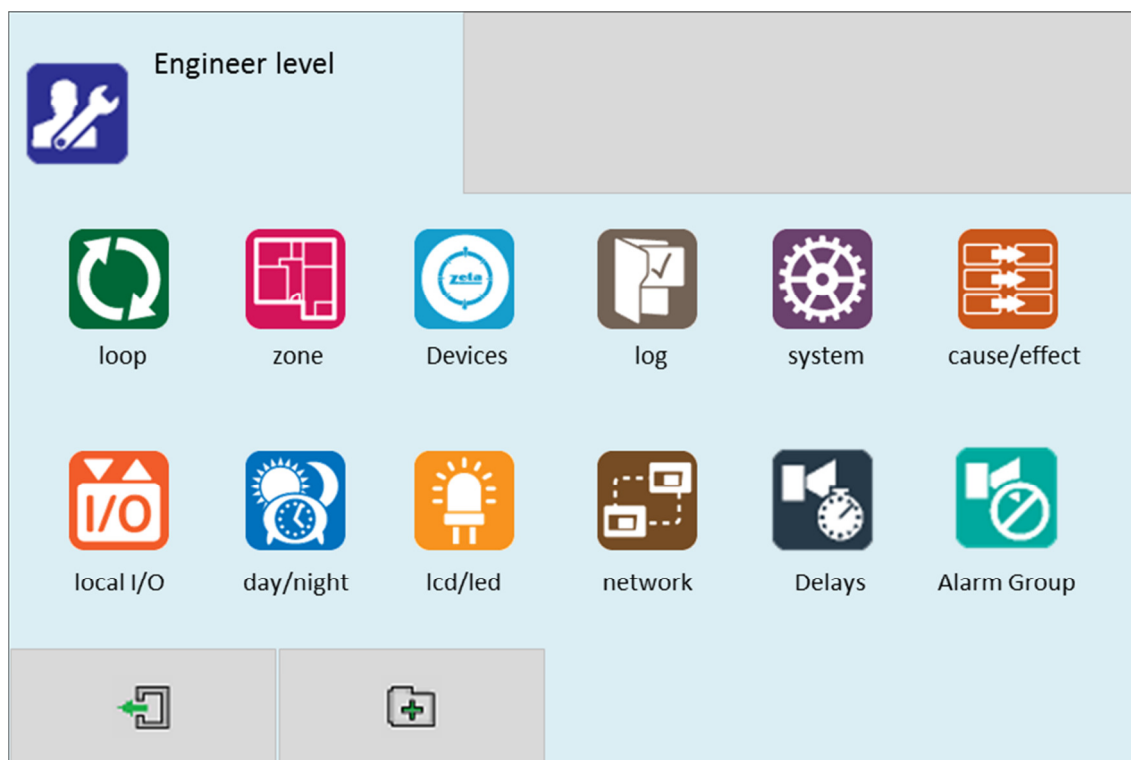 Engineer level
zeta
loop zone Devices log system cause/effect
I/O
local I/O day/night lcd/led network Delays Alarm Group